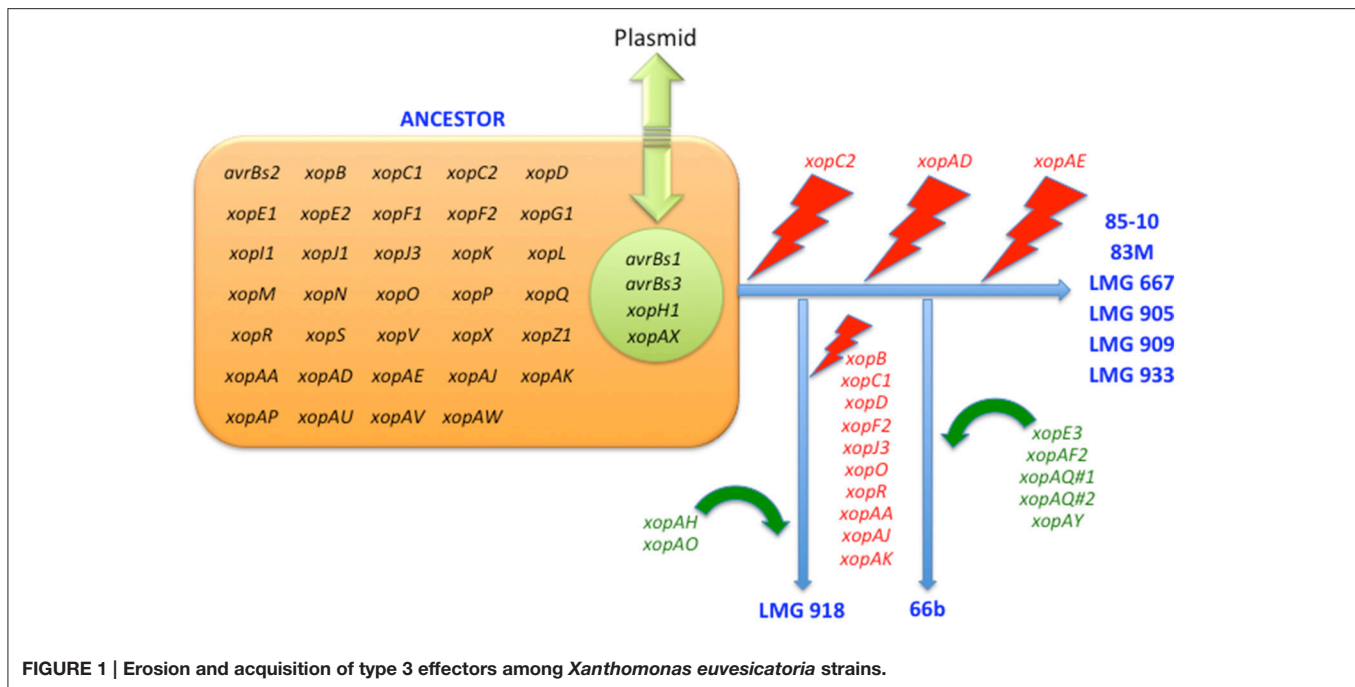 Plasmid
ANCESTOR
avrBs2 xopB xopC1 xopC2 xopD
xopE1 xopE2 xopF1 xopF2 xopG1
xopI1 xopJ1 xopJ3 xopK xopL
xopM xopN xopO xopP xopQ
xopR xopS xopV xopX xopZ1
xopAA xopAD xopAE xopAJ xopAK
xopAP xopAU xopAV xopAW
avrBs1
avrBs3
xopH1
xopAX
xopC2 xopAD xopAE
85-10
83M
LMG 667
LMG 905
LMG 909
LMG 933
xopB
xopC1
xopD
xopF2
xopJ3
xopO
xopR
xopAA
xopAJ
xopAK
xopE3
xopAF2
xopAQ#1
xopAQ#2
xopAY
xopAH
xopAO
LMG 918
66b
FIGURE 1 | Erosion and acquisition of type 3 effectors among Xanthomonas euvesicatoria strains.